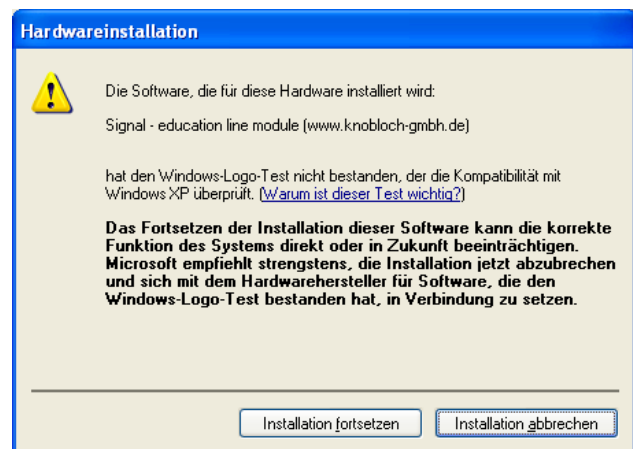 Hardwareinstallation
Die Software, die für diese Hardware installiert wird:
Signal - education line module (www.knobloch-gmbh.de)
hat den Windows-Logo-Test nicht bestanden, der die Kompatibilität mit
Windows XP überprüft. (Warum ist dieser Test wichtig?)
Das Fortsetzen der Installation dieser Software kann die korrekte
Funktion des Systems direkt oder in Zukunft beeinträchtigen.
Microsoft empfiehlt strengstens, die Installation jetzt abzubrechen
und sich mit dem Hardwarehersteller für Software, die den
Windows-Logo-Test bestanden hat, in Verbindung zu setzen.
Installation fortsetzen
Installation abbrechen